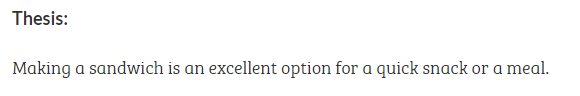 Thesis:
Making a sandwich is an excellent option for a quick snack or a meal.